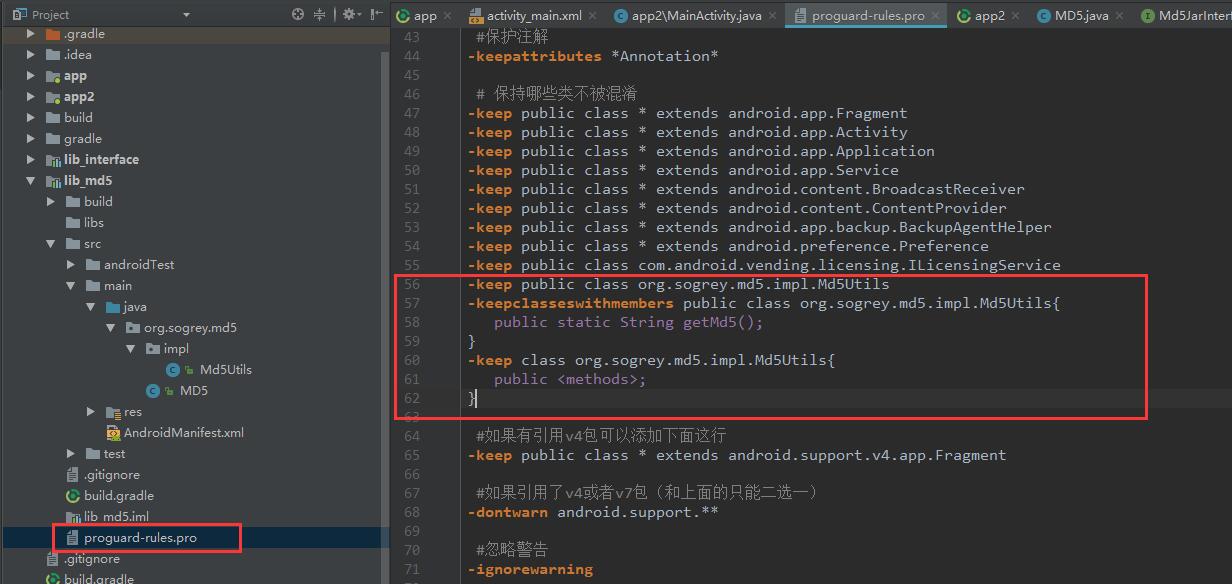 Project
app
activity_main.xml
app2\MainActivity.java
proguard-rules.pro
app2
MD5.java
Md5JarInter
.gradle
.idea
app
app2
build
gradle
lib_interface
lib_md5
build
libs
src
androidTest
main
java
org.sogrey.md5
impl
Md5Utils
MD5
res
AndroidManifest.xml
test
.gitignore
build.gradle
lib_md5.iml
proguard-rules.pro
.gitignore
build.gradle
43 #保护注解
44 -keepattributes *Annotation*
45
46 # 保持哪些类不被混淆
47 -keep public class * extends android.app.Fragment
48 -keep public class * extends android.app.Activity
49 -keep public class * extends android.app.Application
50 -keep public class * extends android.app.Service
51 -keep public class * extends android.content.BroadcastReceiver
52 -keep public class * extends android.content.ContentProvider
53 -keep public class * extends android.app.backup.BackupAgentHelper
54 -keep public class * extends android.preference.Preference
55 -keep public class com.android.vending.licensing.ILicensingService
56 -keep public class org.sogrey.md5.impl.Md5Utils
57 -keepclasseswithmembers public class org.sogrey.md5.impl.Md5Utils{
58 public static String getMd5();
59 }
60 -keep class org.sogrey.md5.impl.Md5Utils{
61 public <methods>;
62 }
63
64 #如果有引用v4包可以添加下面这行
65 -keep public class * extends android.support.v4.app.Fragment
66
67 #如果引用了v4或者v7包（和上面的只能二选一）
68 -dontwarn android.support.**
69
70 #忽略警告
71 -ignorewarning